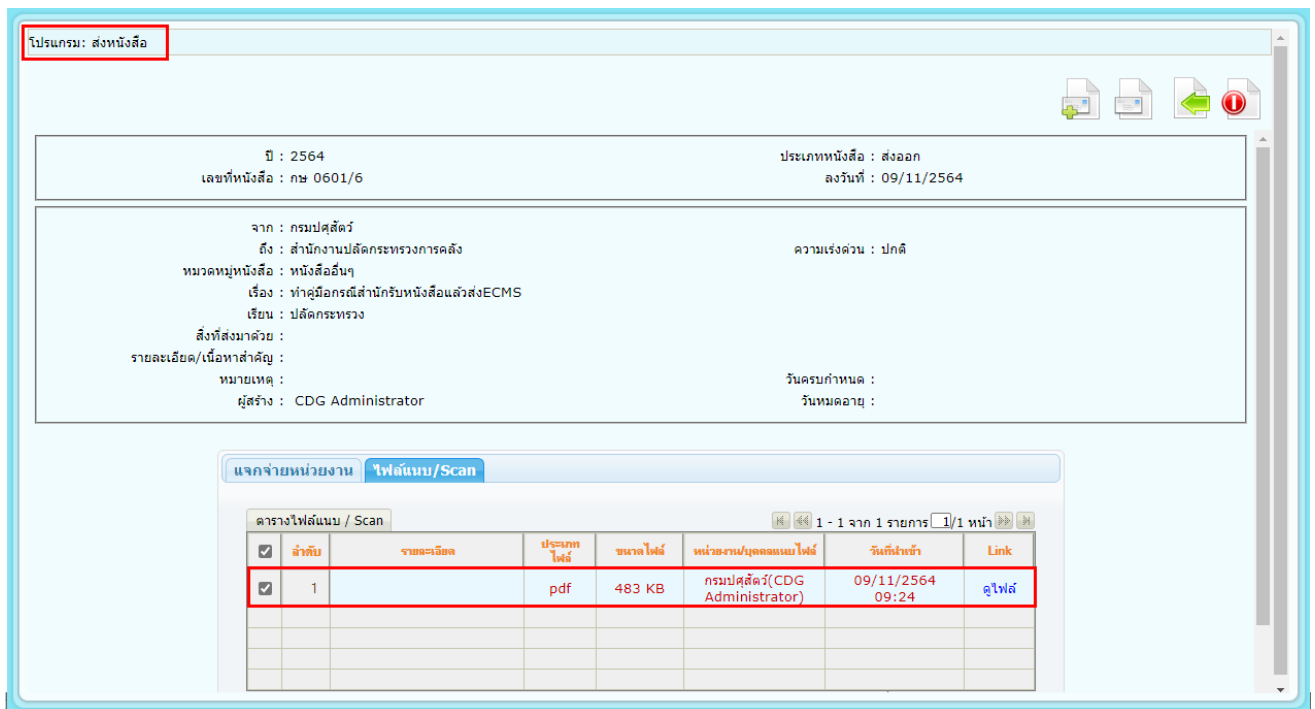 โปรแกรม: ส่งหนังสือ
ปี : 2564 ประเภทหนังสือ : ส่งออก
เลขที่หนังสือ : กษ 0601/6 ลงวันที่ : 09/11/2564
จาก : กรมปศุสัตว์
ถึง : สำนักงานปลัดกระทรวงการคลัง ความเร่งด่วน : ปกติ
หมวดหมู่หนังสือ : หนังสืออื่นๆ
เรื่อง : ทำคู่มือกรณีสำนักรับหนังสือแล้วส่งECMS
เรียน : ปลัดกระทรวง
สิ่งที่ส่งมาด้วย :
รายละเอียด/เนื้อหาสำคัญ :
หมายเหตุ : วันครบกำหนด :
ผู้สร้าง : CDG Administrator วันหมดอายุ :
แจกจ่ายหน่วยงาน ไฟล์แนบ/Scan
ตารางไฟล์แนบ / Scan 1 - 1 จาก 1 รายการ 1/1 หน้า
ลำดับ รายละเอียด ประเภทไฟล์ ขนาดไฟล์ หน่วยงาน/บุคคลแนบไฟล์ วันที่นำเข้า Link
1 pdf 483 KB กรมปศุสัตว์(CDG Administrator) 09/11/2564 09:24 ดูไฟล์